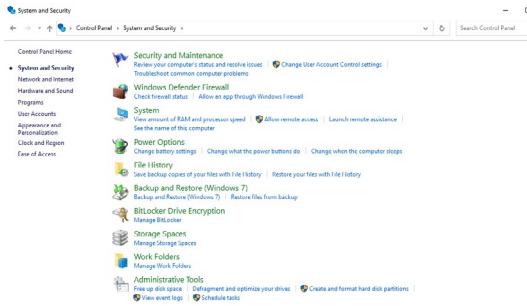 System and Security
Control Panel › System and Security ›
Search Control Panel
Control Panel Home
System and Security
Network and Internet
Hardware and Sound
Programs
User Accounts
Appearance and
Personalization
Clock and Region
Ease of Access
Security and Maintenance
Review your computer's status and resolve issues
Change User Account Control settings
Troubleshoot common computer problems
Windows Defender Firewall
Check firewall status
Allow an app through Windows Firewall
System
View amount of RAM and processor speed
Allow remote access
Launch remote assistance
See the name of this computer
Power Options
Change battery settings
Change what the power buttons do
Change when the computer sleeps
File History
Save backup copies of your files with File History
Restore your files with File History
Backup and Restore (Windows 7)
Backup and Restore (Windows 7)
Restore files from backup
BitLocker Drive Encryption
Manage BitLocker
Storage Spaces
Manage Storage Spaces
Work Folders
Manage Work Folders
Administrative Tools
Free up disk space
Defragment and optimize your drives
Create and format hard disk partitions
View event logs
Schedule tasks